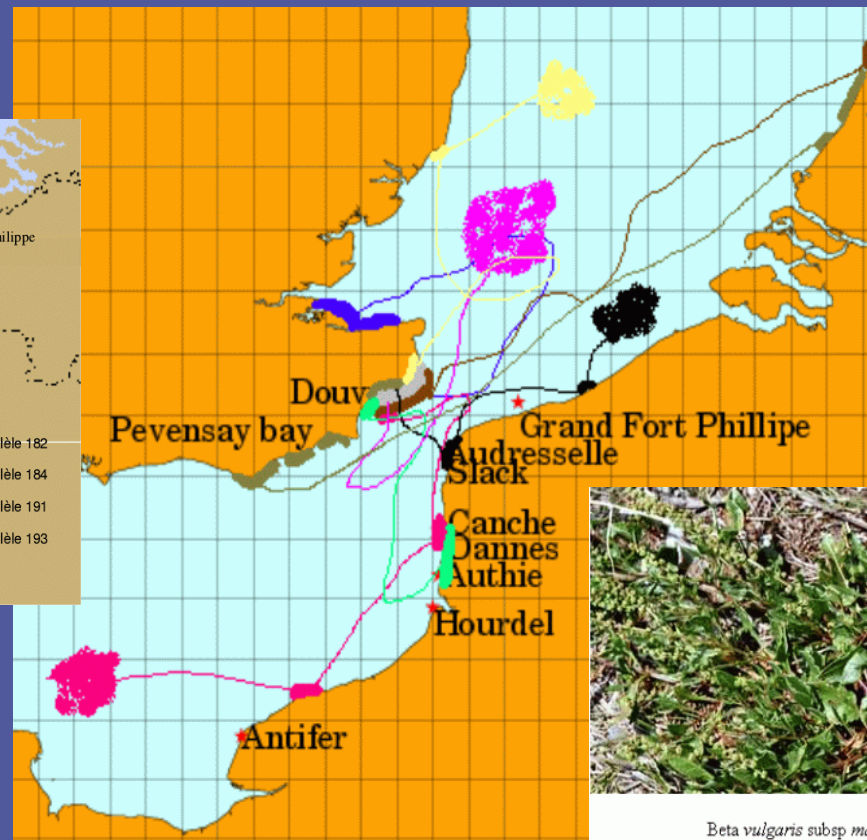 Douv
Pevensay bay
Grand Fort Phillipe
Audresselle
Slack
Canche
Dannes
Authie
Hourdel
Antifer
hilippe
lèle 182
lèle 184
lèle 191
lèle 193
Beta vulgaris subsp